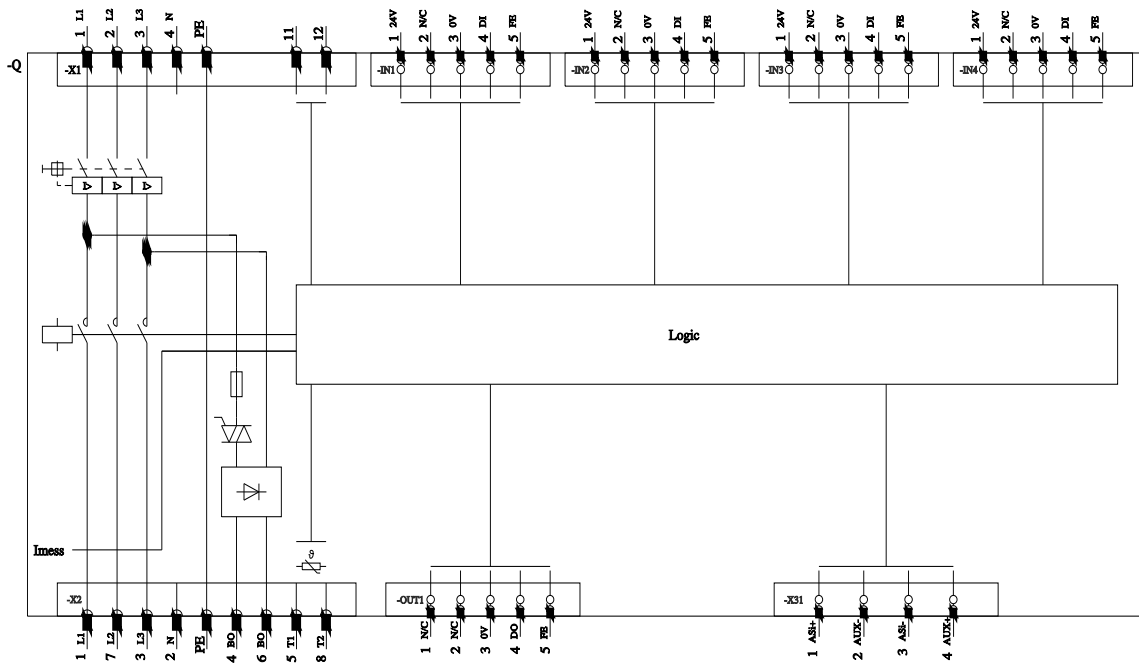 1 L1
2 L2
3 L3
4 N
PE
11
12
1 24V
2 N/C
3 0V
4 DI
5 FE
1 24V
2 N/C
3 0V
4 DI
5 FE
1 24V
2 N/C
3 0V
4 DI
5 FE
1 24V
2 N/C
3 0V
4 DI
5 FE
-Q
-X1
-IN1
-IN2
-IN3
-IN4
Logic
Imess
ϑ
-X2
-OUT1
-X31
1 L1
7 L2
3 L3
2 N
PE
4 BO
6 BO
5 T1
8 T2
1 N/C
2 N/C
3 0V
4 DO
5 FE
1 ASi+
2 AUX-
3 ASi-
4 AUX+